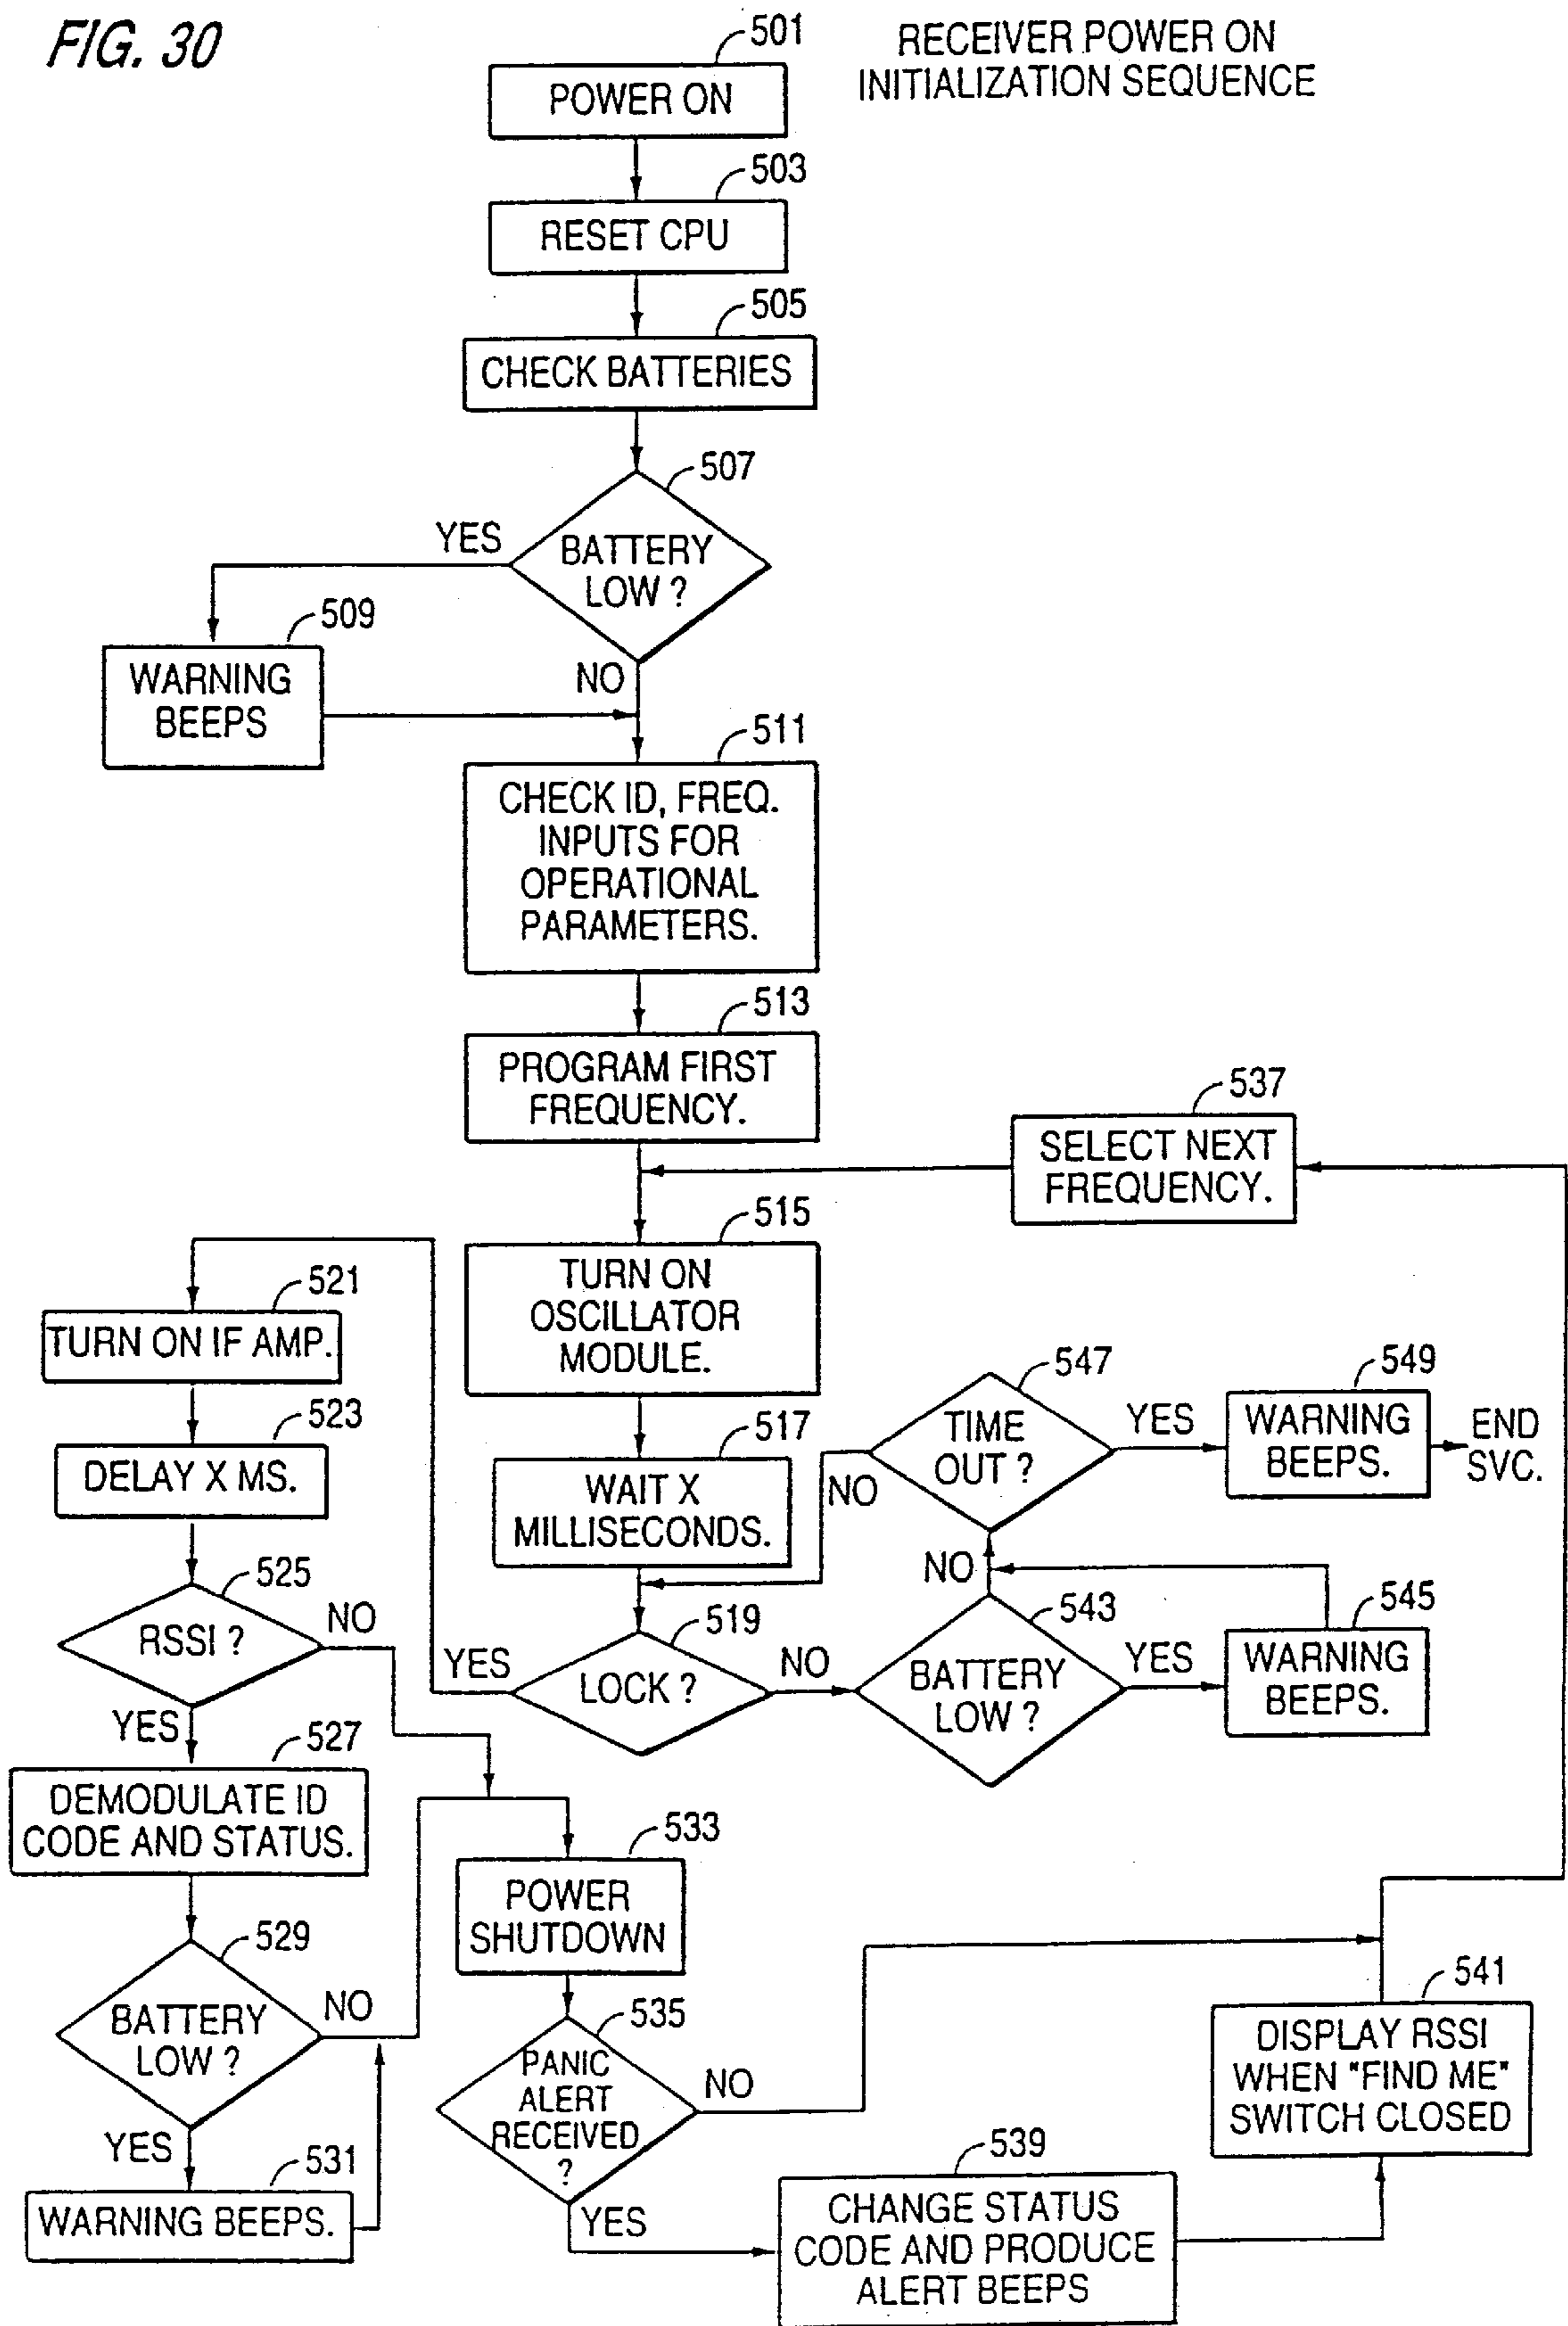 FIG. 30
RECEIVER POWER ON
INITIALIZATION SEQUENCE
501
POWER ON
503
RESET CPU
505
CHECK BATTERIES
507
BATTERY
LOW ?
YES
NO
509
WARNING
BEEPS
511
CHECK ID, FREQ.
INPUTS FOR
OPERATIONAL
PARAMETERS.
513
PROGRAM FIRST
FREQUENCY.
537
SELECT NEXT
FREQUENCY.
515
TURN ON
OSCILLATOR
MODULE.
521
TURN ON IF AMP.
523
DELAY X MS.
517
WAIT X
MILLISECONDS.
547
TIME
OUT ?
YES
NO
549
WARNING
BEEPS.
END
SVC.
525
RSSI ?
NO
YES
519
LOCK ?
YES
NO
543
BATTERY
LOW ?
NO
YES
545
WARNING
BEEPS.
527
DEMODULATE ID
CODE AND STATUS.
529
BATTERY
LOW ?
NO
YES
531
WARNING BEEPS.
533
POWER
SHUTDOWN
535
PANIC
ALERT
RECEIVED
?
NO
YES
539
CHANGE STATUS
CODE AND PRODUCE
ALERT BEEPS
541
DISPLAY RSSI
WHEN "FIND ME"
SWITCH CLOSED